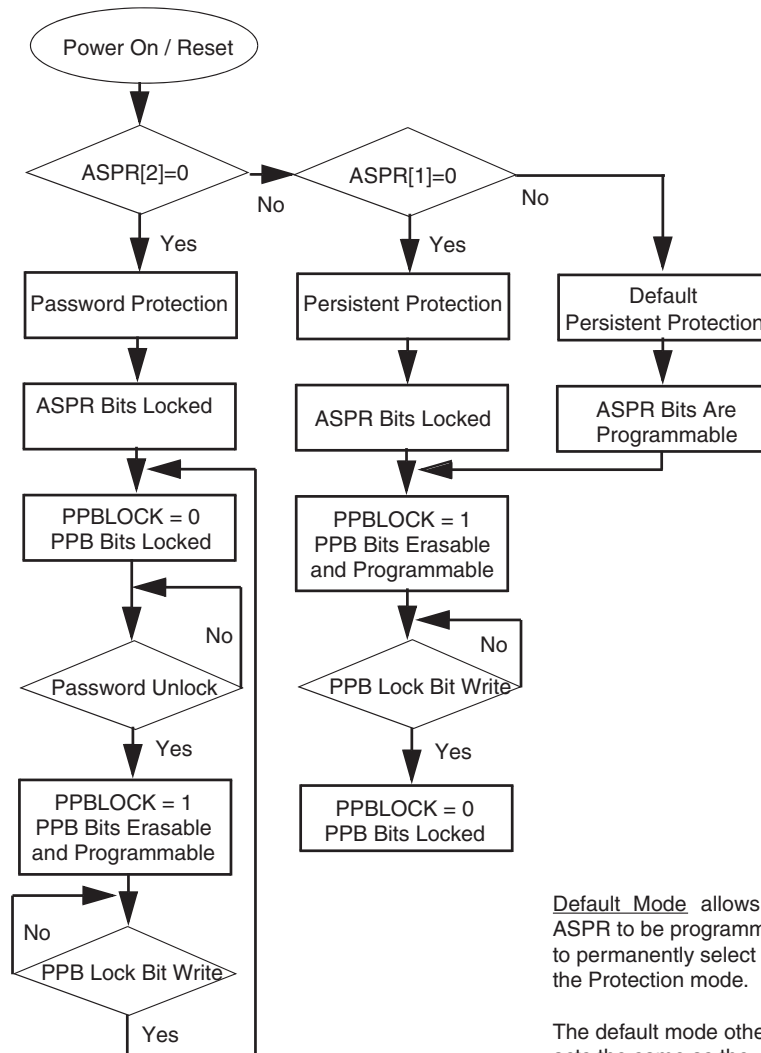 Power On / Reset
ASPR[2]=0
No
Yes
ASPR[1]=0
No
Yes
Password Protection
Persistent Protection
Default
Persistent Protection
ASPR Bits Locked
ASPR Bits Locked
ASPR Bits Are
Programmable
PPBLOCK = 0
PPB Bits Locked
PPBLOCK = 1
PPB Bits Erasable
and Programmable
No
Password Unlock
Yes
No
PPB Lock Bit Write
Yes
PPBLOCK = 1
PPB Bits Erasable
and Programmable
PPBLOCK = 0
PPB Bits Locked
No
PPB Lock Bit Write
Yes
Default Mode allows
ASPR to be programm
to permanently select
the Protection mode.
The default mode othe